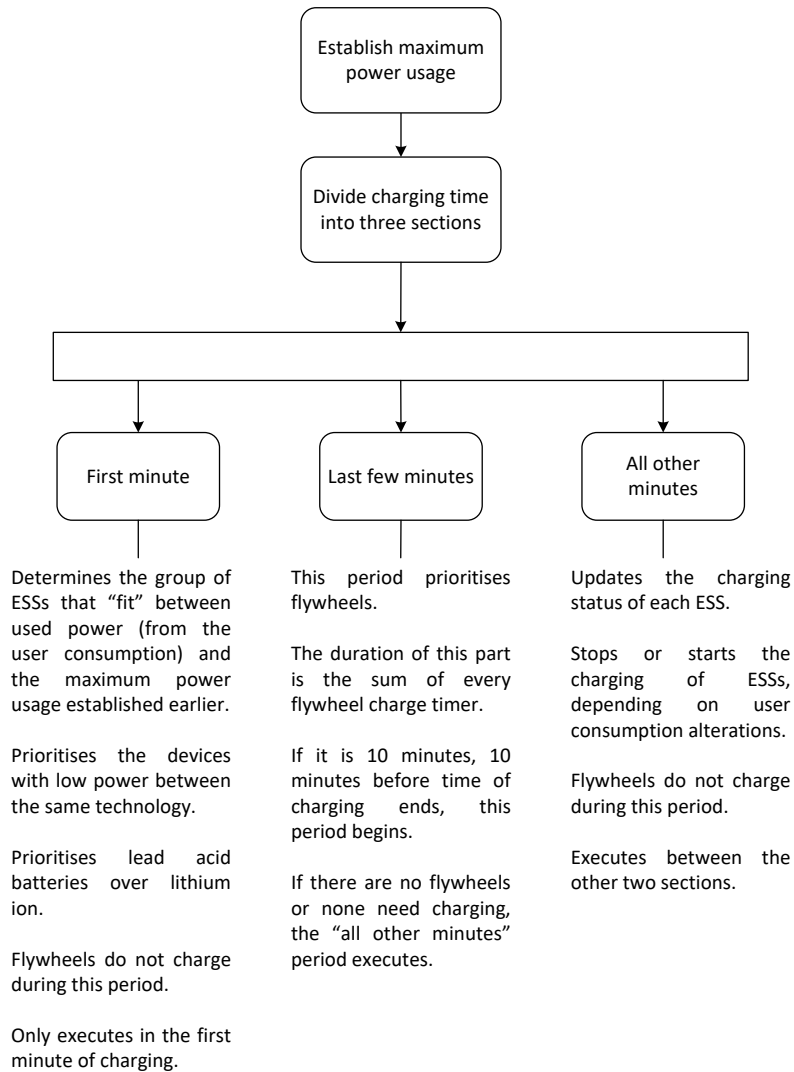 Establish maximum
power usage
Divide charging time
into three sections
First minute
Last few minutes
All other
minutes
Determines the group of
ESSs that “fit” between
used power (from the
user consumption) and
the maximum power
usage established earlier.
Prioritises the devices
with low power between
the same technology.
Prioritises lead acid
batteries over lithium
ion.
Flywheels do not charge
during this period.
Only executes in the first
minute of charging.
This period prioritises
flywheels.
The duration of this part
is the sum of every
flywheel charge timer.
If it is 10 minutes, 10
minutes before time of
charging ends, this
period begins.
If there are no flywheels
or none need charging,
the “all other minutes”
period executes.
Updates the charging
status of each ESS.
Stops or starts the
charging of ESSs,
depending on user
consumption alterations.
Flywheels do not charge
during this period.
Executes between the
other two sections.